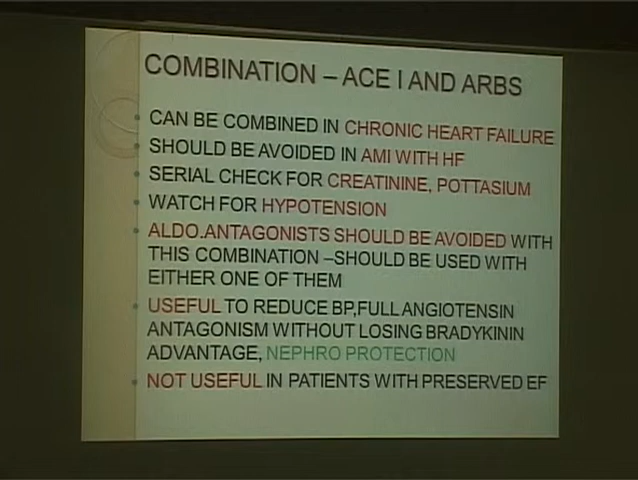 COMBINATION – ACE I AND ARBS
CAN BE COMBINED IN CHRONIC HEART FAILURE
SHOULD BE AVOIDED IN AMI WITH HF
SERIAL CHECK FOR CREATININE, POTTASIUM
WATCH FOR HYPOTENSION
ALDO.ANTAGONISTS SHOULD BE AVOIDED WITH
THIS COMBINATION –SHOULD BE USED WITH
EITHER ONE OF THEM
USEFUL TO REDUCE BP,FULL ANGIOTENSIN
ANTAGONISM WITHOUT LOSING BRADYKININ
ADVANTAGE, NEPHRO PROTECTION
NOT USEFUL IN PATIENTS WITH PRESERVED EF